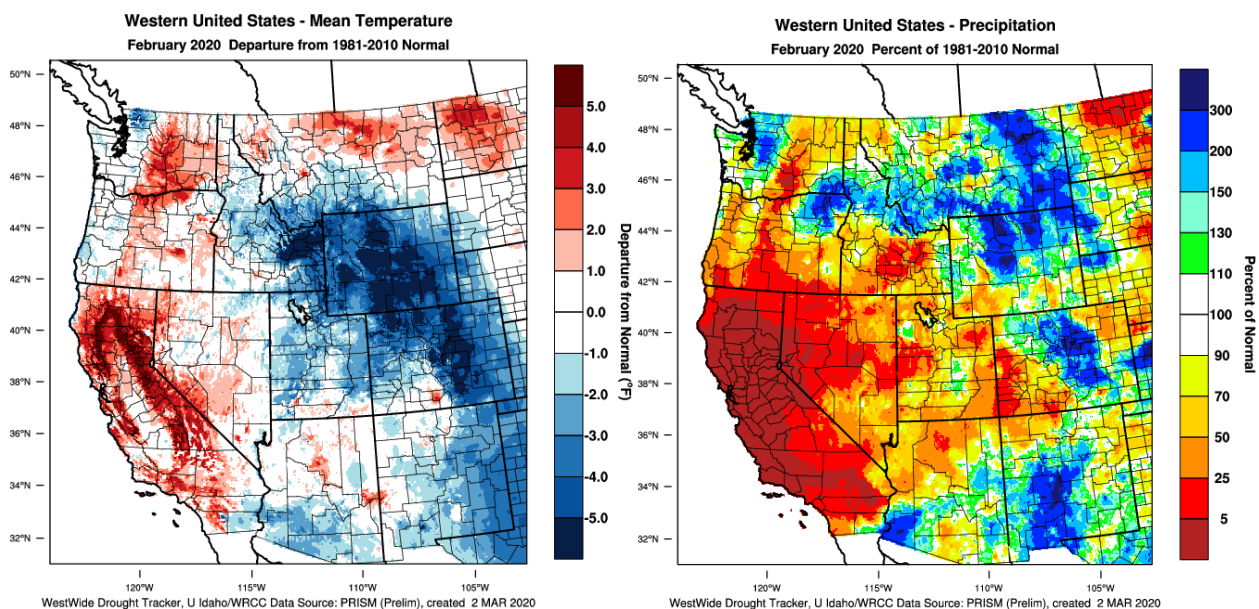 Western United States - Mean Temperature
February 2020 Departure from 1981-2010 Normal
50°N
48°N
46°N
44°N
42°N
40°N
38°N
36°N
34°N
32°N
120°W
115°W
110°W
105°W
5.0
4.0
3.0
2.0
1.0
0.0
-1.0
-2.0
-3.0
-4.0
-5.0
Departure from Normal (°F)
WestWide Drought Tracker, U Idaho/WRCC Data Source: PRISM (Prelim), created 2 MAR 2020
Western United States - Precipitation
February 2020 Percent of 1981-2010 Normal
50°N
48°N
46°N
44°N
42°N
40°N
38°N
36°N
34°N
32°N
120°W
115°W
110°W
105°W
300
200
150
130
110
100
90
70
50
25
5
Percent of Normal
WestWide Drought Tracker, U Idaho/WRCC Data Source: PRISM (Prelim), created 2 MAR 2020